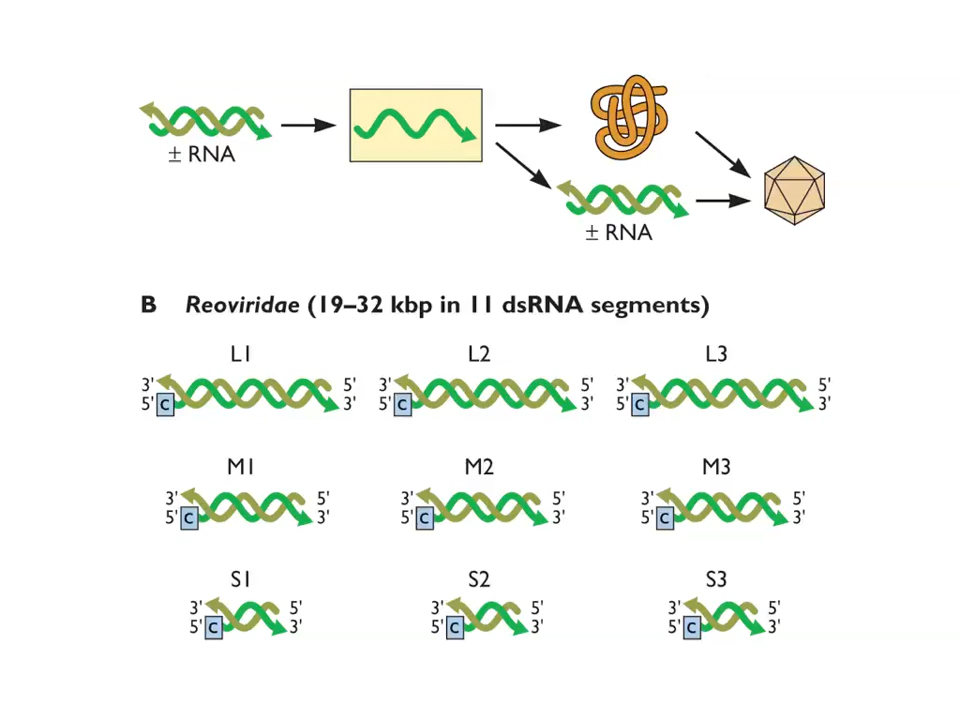 ± RNA
± RNA
B Reoviridae (19–32 kbp in 11 dsRNA segments)
L1 L2 L3
3' 5' 3' 5' 3' 5'
5' C 3' 5' C 3' 5' C 3'
M1 M2 M3
3' 5' 3' 5' 3' 5'
5' C 3' 5' C 3' 5' C 3'
S1 S2 S3
3' 5' 3' 5' 3' 5'
5' C 3' 5' C 3' 5' C 3'